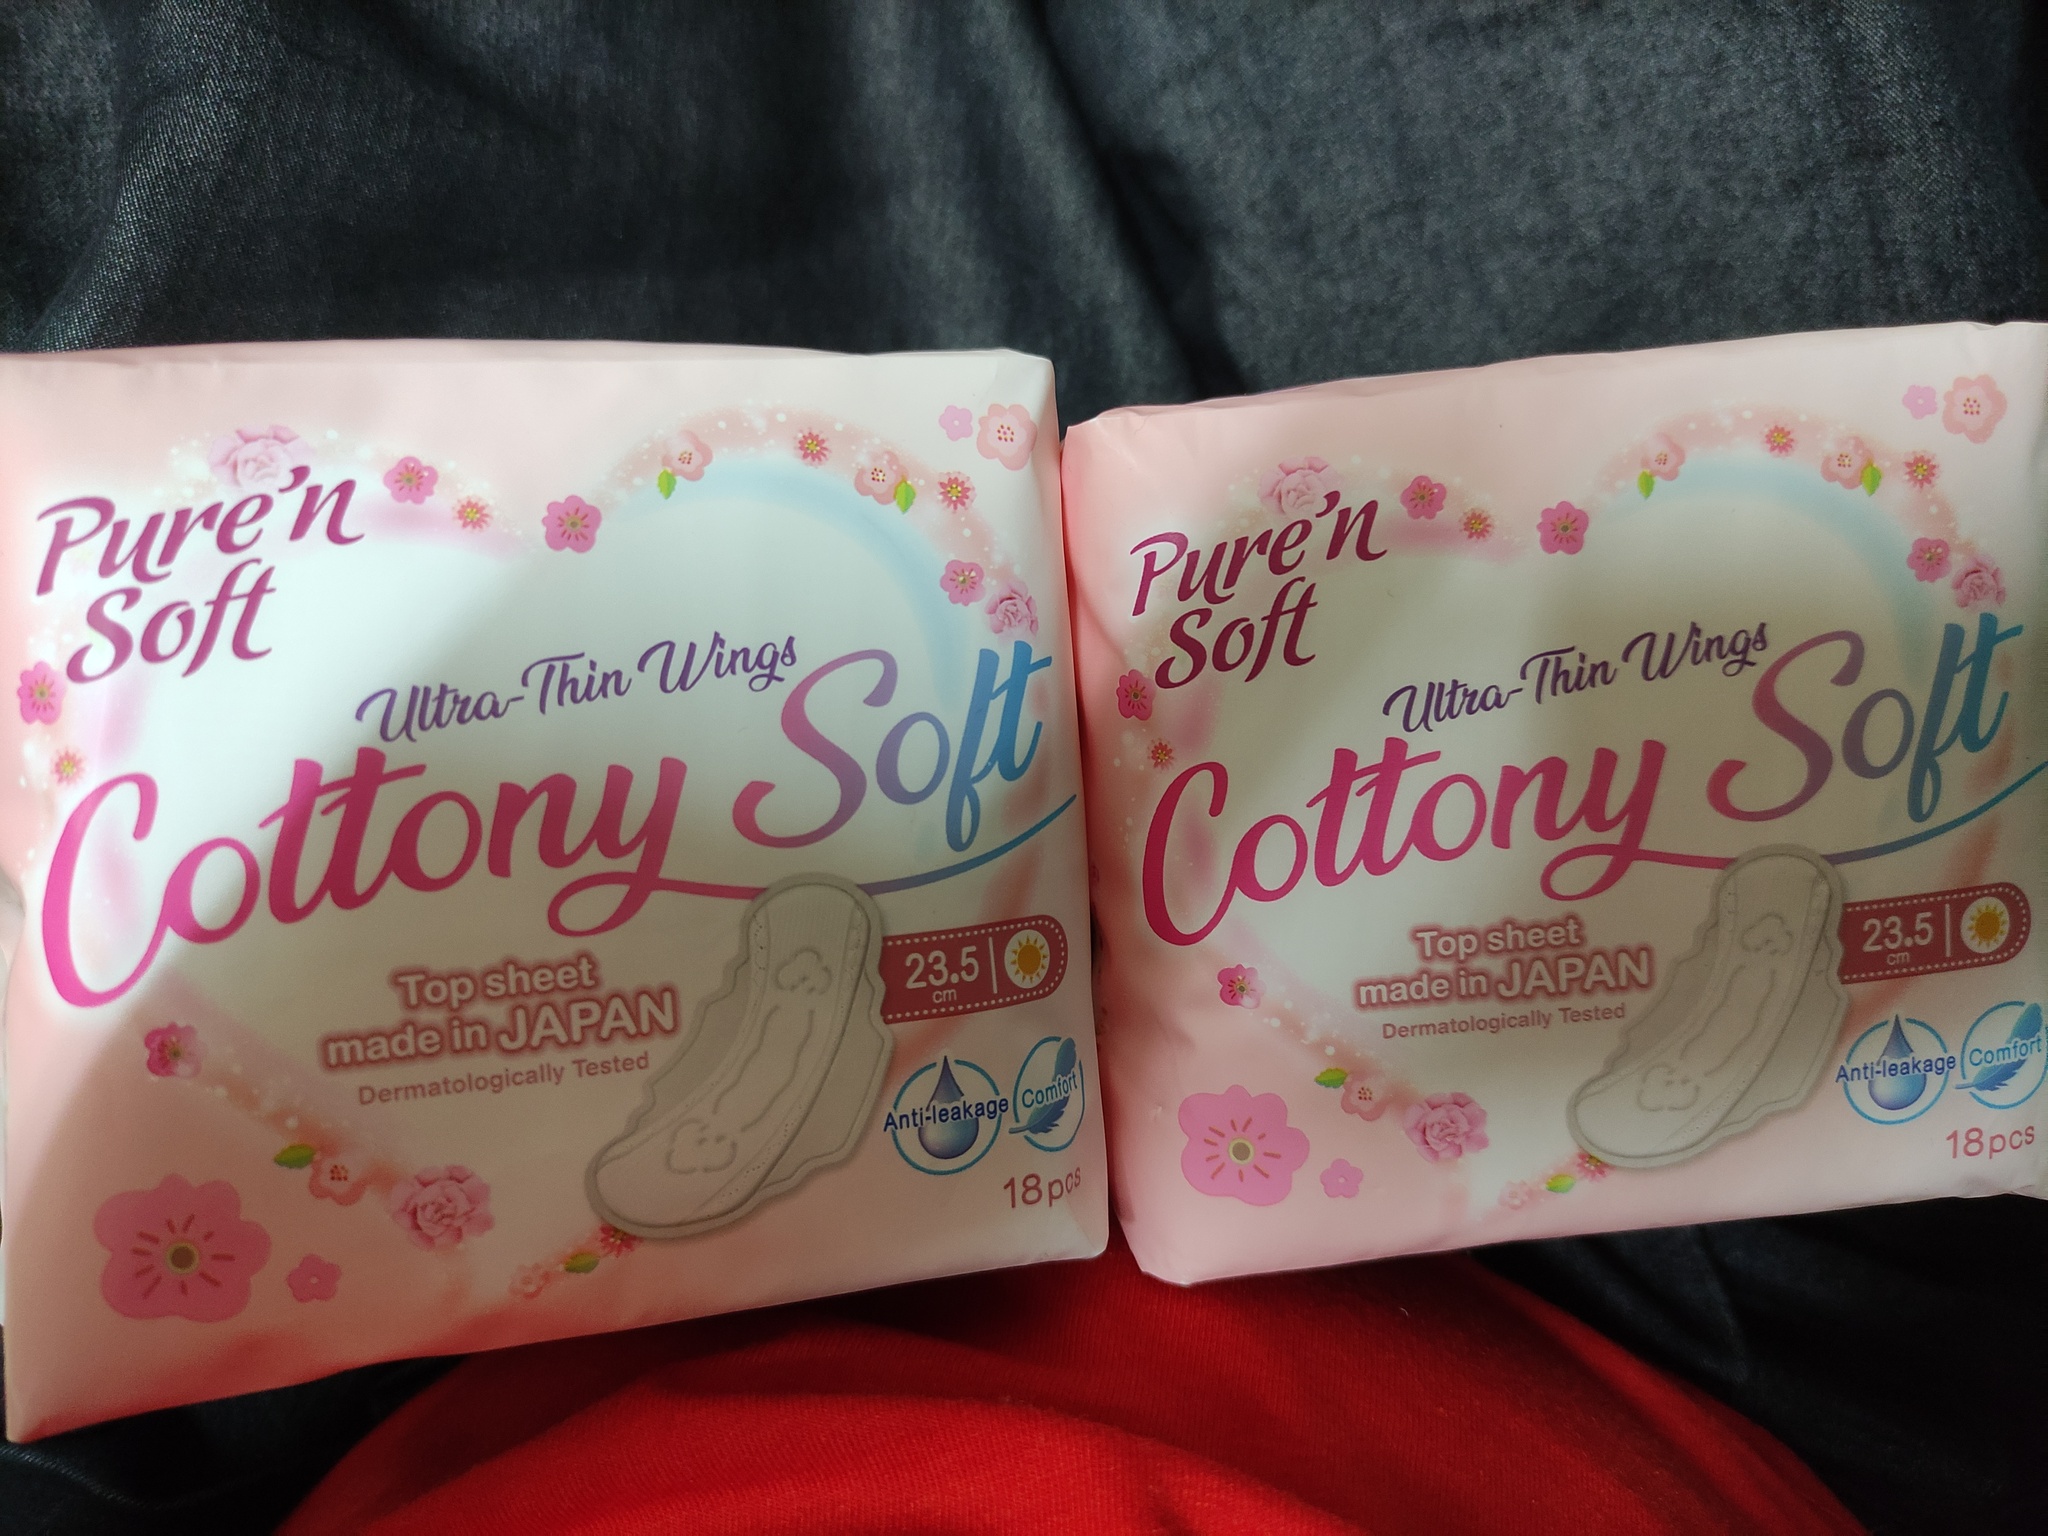 Pure'n
Soft
Ultra-Thin Wings
Cottony Soft
Top sheet
made in JAPAN
Dermatologically Tested
23.5
cm
Anti-leakage
Comfort
18pcs
Pure'n
Soft
Ultra-Thin Wings
Cottony Soft
Top sheet
made in JAPAN
Dermatologically Tested
23.5
cm
Anti-leakage
Comfort
18pcs